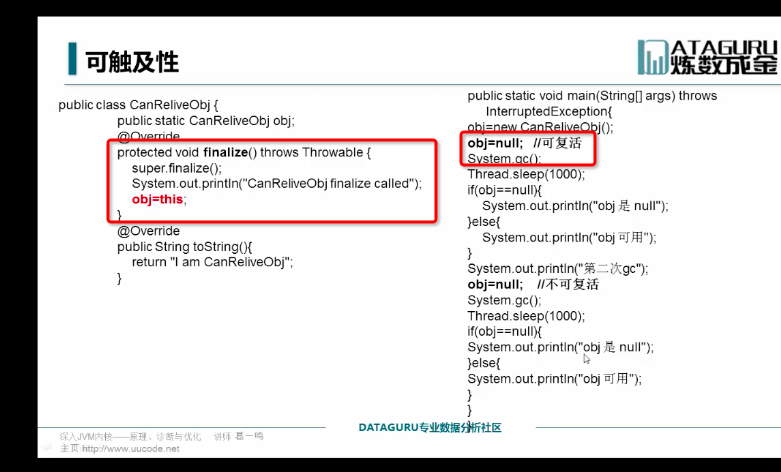 可触及性
ATAGURU
炼数成金
public class CanReliveObj {
public static CanReliveObj obj;
@Override
protected void finalize() throws Throwable {
super.finalize();
System.out.println("CanReliveObj finalize called");
obj=this;
}
@Override
public String toString(){
return "I am CanReliveObj";
}
public static void main(String[] args) throws
InterruptedException{
obj=new CanReliveObj();
obj=null; //可复活
System.gc();
Thread.sleep(1000);
if(obj==null){
System.out.println("obj 是 null");
}else{
System.out.println("obj 可用");
}
System.out.println("第二次gc");
obj=null; //不可复活
System.gc();
Thread.sleep(1000);
if(obj==null){
System.out.println("obj 是 null");
}else{
System.out.println("obj 可用");
}
}
}
DATAGURU专业数据分析社区
深入JVM内核——原理、诊断与优化 讲师 葛一鸣
主页 http://www.uucode.net